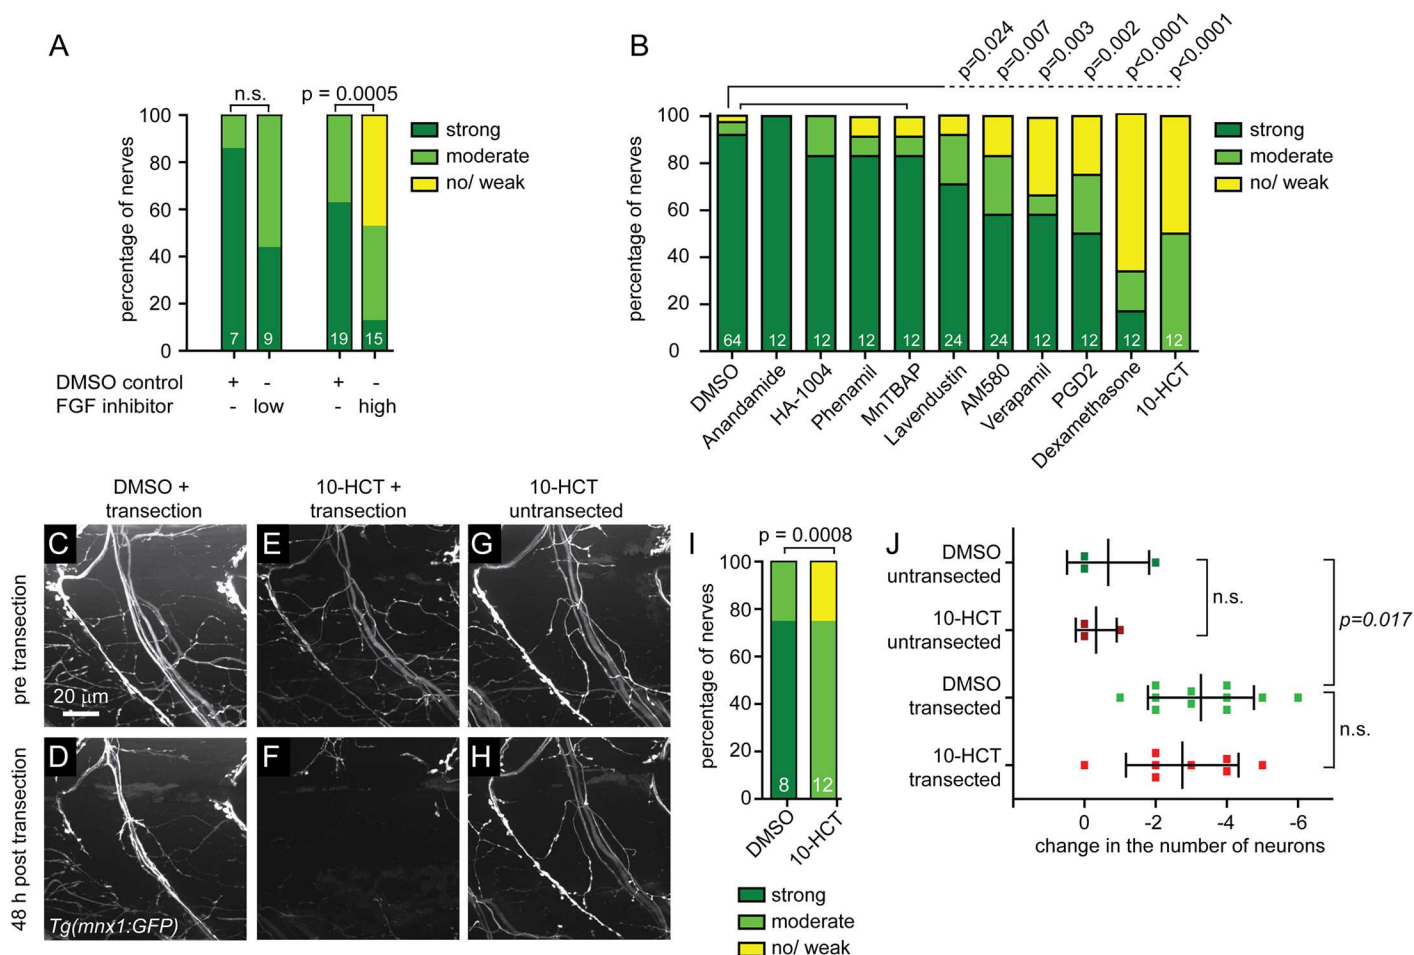 A
n.s.
p = 0.0005
percentage of nerves
100
80
60
40
20
0
7
9
19
15
strong
moderate
no/ weak
DMSO control
+
-
+
-
FGF inhibitor
-
low
-
high
B
p=0.024
p=0.007
p=0.003
p=0.002
p<0.0001
p<0.0001
percentage of nerves
100
80
60
40
20
0
64
12
12
12
12
24
24
12
12
12
12
DMSO
Anandamide
HA-1004
Phenamil
MnTBAP
Lavendustin
AM580
Verapamil
PGD2
Dexamethasone
10-HCT
strong
moderate
no/ weak
DMSO +
transection
10-HCT +
transection
10-HCT
untransected
pre transection
48 h post transection
C
20 µm
E
G
D
Tg(mnx1:GFP)
F
H
I
p = 0.0008
percentage of nerves
100
80
60
40
20
0
8
12
DMSO
10-HCT
strong
moderate
no/ weak
J
DMSO
untransected
10-HCT
untransected
DMSO
transected
10-HCT
transected
n.s.
p=0.017
n.s.
0
-2
-4
-6
change in the number of neurons